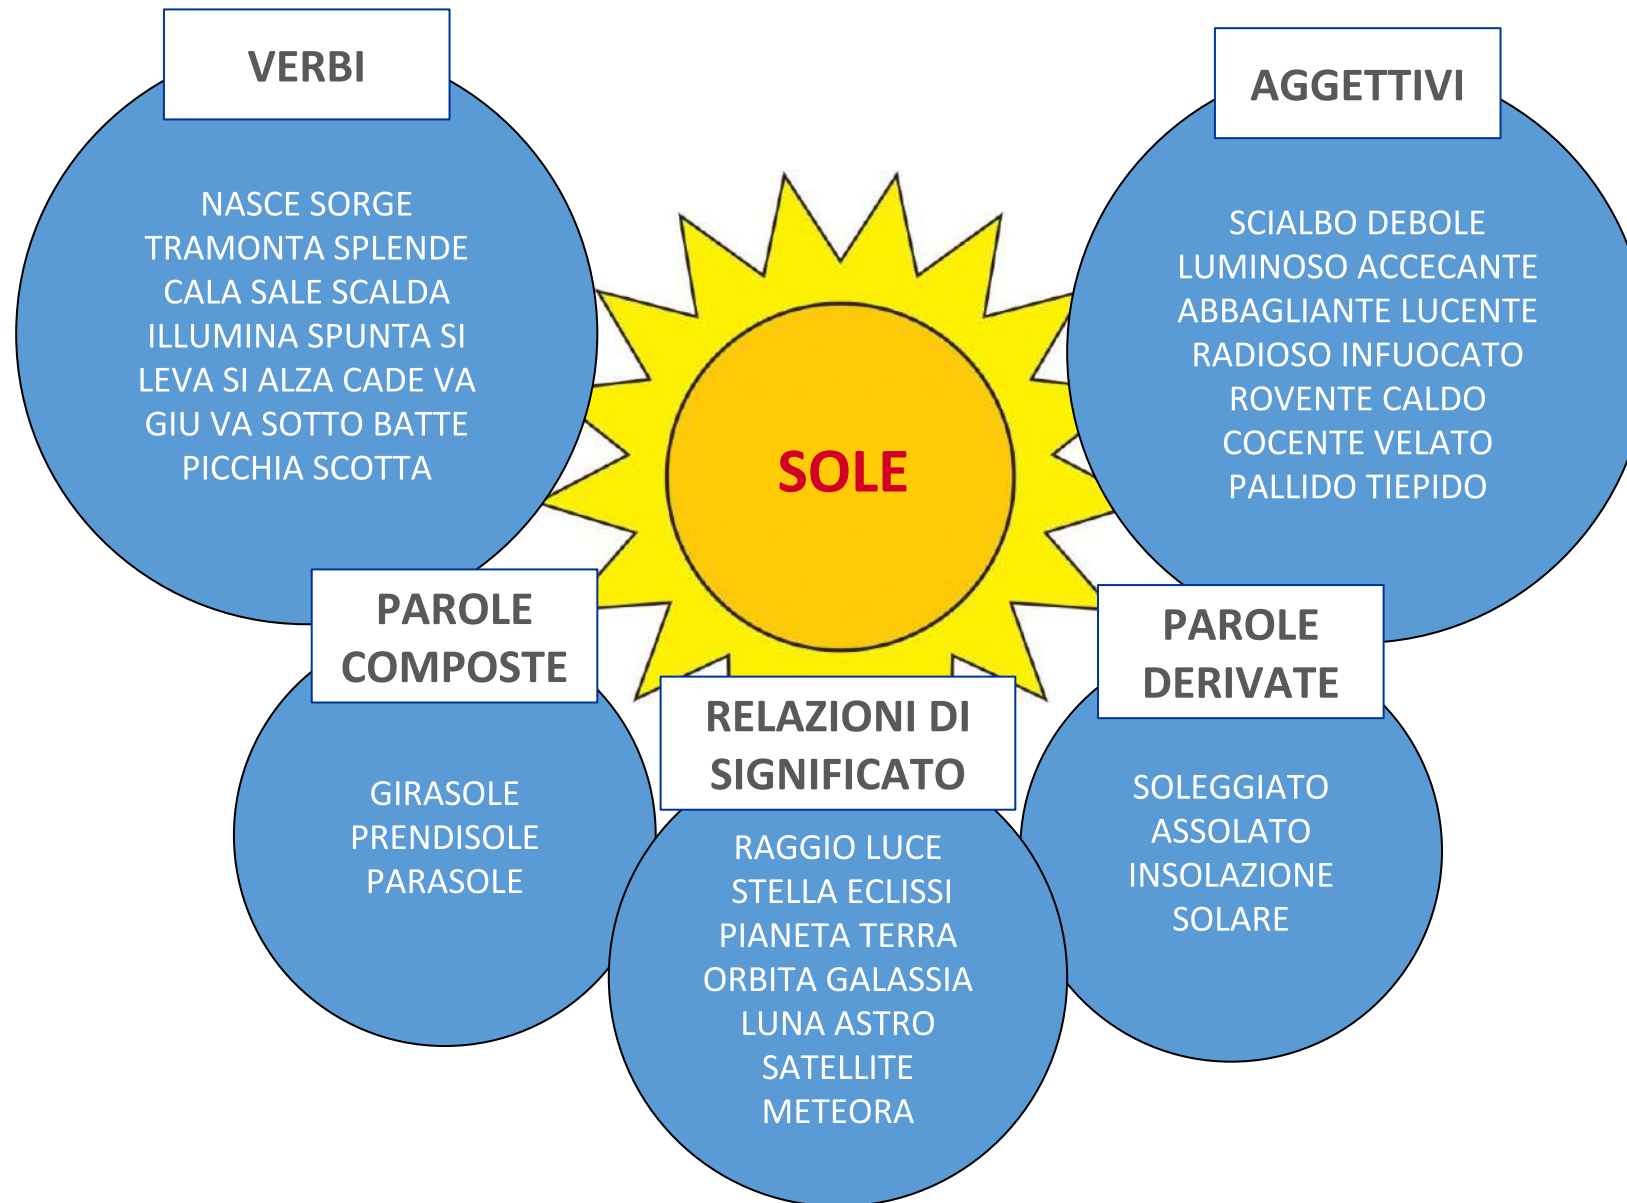 VERBI
NASCE SORGE
TRAMONTA SPLENDE
CALA SALE SCALDA
ILLUMINA SPUNTA SI
LEVA SI ALZA CADE VA
GIU VA SOTTO BATTE
PICCHIA SCOTTA
AGGETTIVI
SCIALBO DEBOLE
LUMINOSO ACCECANTE
ABBAGLIANTE LUCENTE
RADIOSO INFUOCATO
ROVENTE CALDO
COCENTE VELATO
PALLIDO TIEPIDO
SOLE
PAROLE
COMPOSTE
GIRASOLE
PRENDISOLE
PARASOLE
RELAZIONI DI
SIGNIFICATO
RAGGIO LUCE
STELLA ECLISSI
PIANETA TERRA
ORBITA GALASSIA
LUNA ASTRO
SATELLITE
METEORA
PAROLE
DERIVATE
SOLEGGIATO
ASSOLATO
INSOLAZIONE
SOLARE